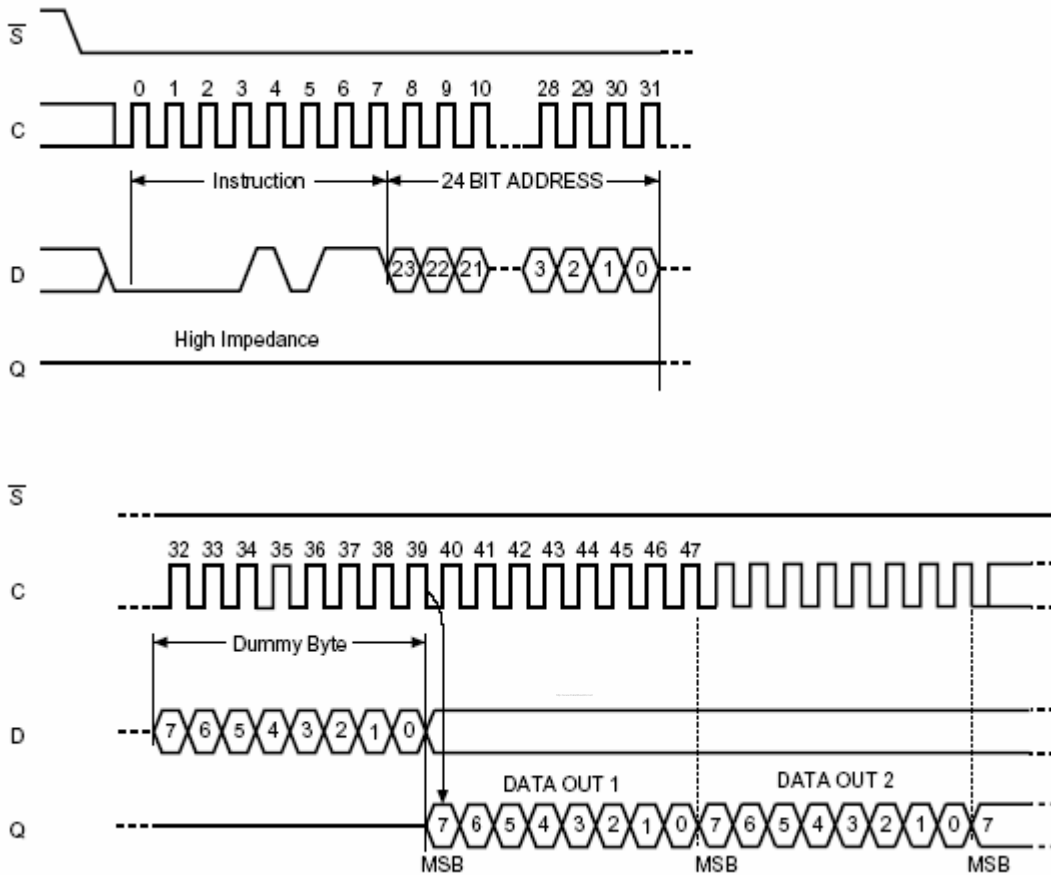 S
0 1 2 3 4 5 6 7 8 9 10 28 29 30 31
C
Instruction 24 BIT ADDRESS
D 23 22 21 3 2 1 0
High Impedance
Q
S
32 33 34 35 36 37 38 39 40 41 42 43 44 45 46 47
C
Dummy Byte
D 7 6 5 4 3 2 1 0
DATA OUT 1 DATA OUT 2
Q 7 6 5 4 3 2 1 0 7 6 5 4 3 2 1 0 7
MSB MSB MSB